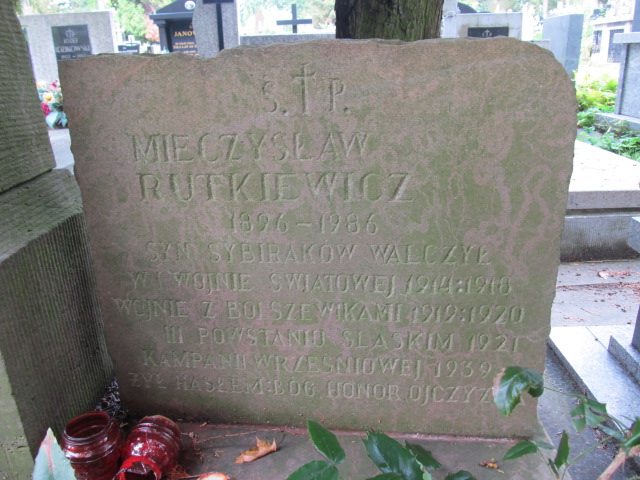 Ś. † P.
MIECZYSŁAW
RUTKIEWICZ
1896 – 1986
SYN SYBIRAKÓW WALCZYŁ
W I WOJNIE ŚWIATOWEJ 1914:1918
WOJNIE Z BOLSZEWIKAMI 1919:1920
III POWSTANIU ŚLĄSKIM 1921
KAMPANII WRZEŚNIOWEJ 1939
ŻYŁ HASŁEM: BÓG, HONOR, OJCZYZ